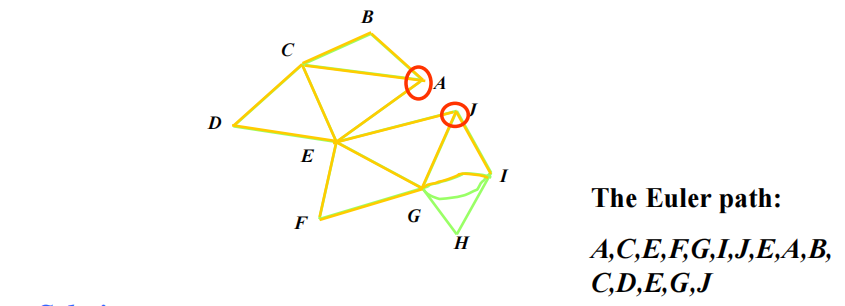 B
C
A
J
D
E
I
F
G
H
The Euler path:
A,C,E,F,G,I,J,E,A,B,
C,D,E,G,J